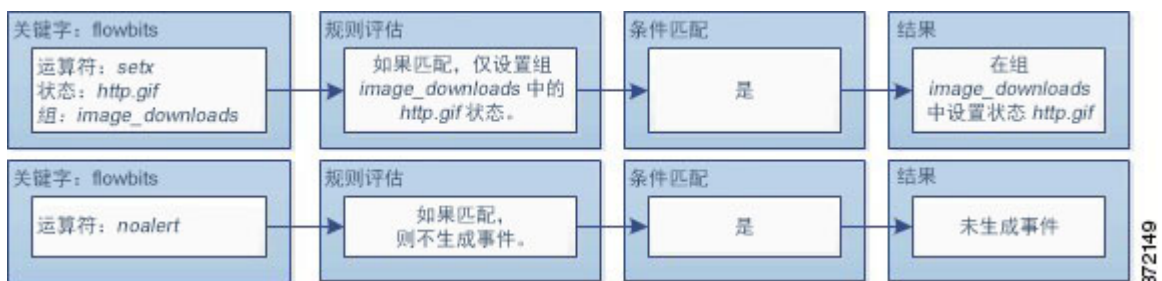 关键字：flowbits
运算符：setx
状态：http.gif
组：image_downloads
规则评估
如果匹配，仅设置组
image_downloads 中的
http.gif 状态。
条件匹配
是
结果
在组
image_downloads
中设置状态 http.gif
关键字：flowbits
运算符：noalert
规则评估
如果匹配，
则不生成事件。
条件匹配
是
结果
未生成事件
372149